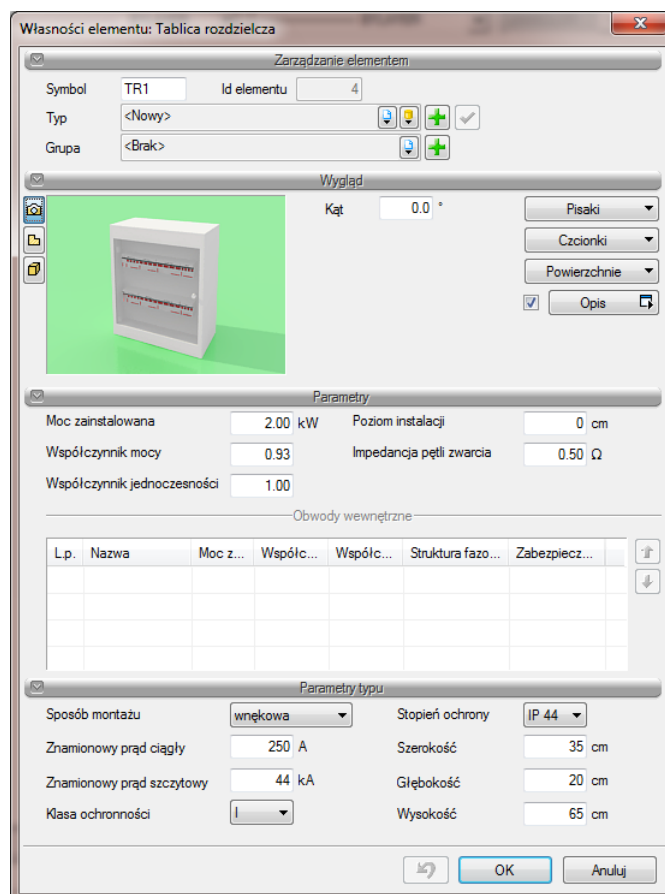 Własności elementu: Tablica rozdzielcza
Zarządzanie elementem
Symbol TR1 Id elementu 4
Typ <Nowy>
Grupa <Brak>
Wygląd
Kąt 0.0 ° Pisaki
Czcionki
Powierzchnie
Opis
Parametry
Moc zainstalowana 2.00 kW Poziom instalacji 0 cm
Współczynnik mocy 0.93 Impedancja pętli zwarcia 0.50 Ω
Współczynnik jednoczesności 1.00
Obwody wewnętrzne
L.p. Nazwa Moc z... Współc... Współc... Struktura fazo... Zabezpiecz...
Parametry typu
Sposób montażu wnękowa Stopień ochrony IP 44
Znamionowy prąd ciągły 250 A Szerokość 35 cm
Znamionowy prąd szczytowy 44 kA Głębokość 20 cm
Klasa ochronności I Wysokość 65 cm
OK Anuluj